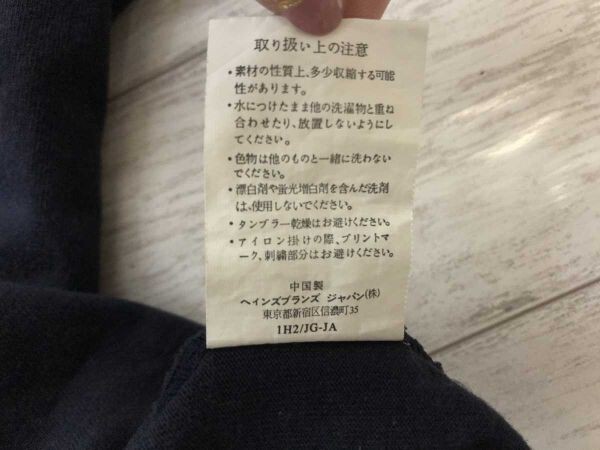 取り扱い上の注意
・素材の性質上、多少収縮する可能
性があります。
・水につけたまま他の洗濯物と重ね
合わせたり、放置しないようにし
てください。
・色物は他のものと一緒に洗わない
でください。
・漂白剤や蛍光増白剤を含んだ洗剤
は、使用しないでください。
・タンブラー乾燥はお避けください。
・アイロン掛けの際、プリントマ
ーク、刺繍部分はお避けください。
中国製
ヘインズブランズ ジャパン(株)
東京都新宿区信濃町35
1H2/JG-JA